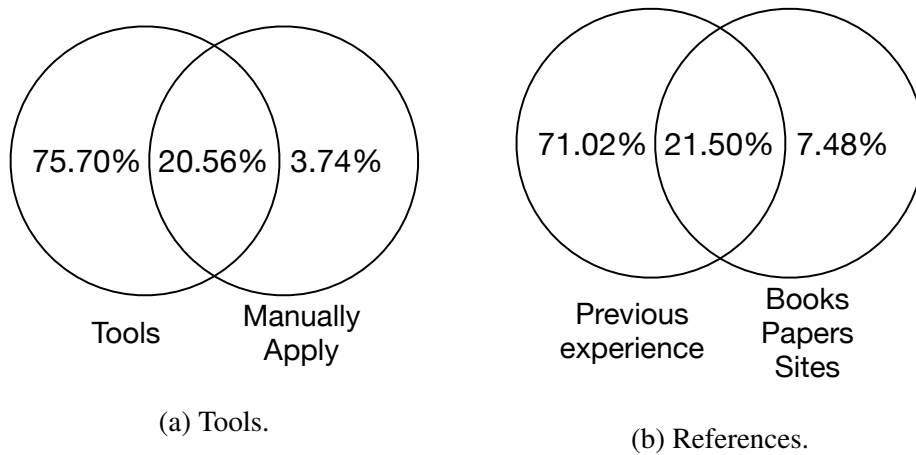 75.70% 20.56% 3.74%
Tools
Manually
Apply
(a) Tools.
71.02% 21.50% 7.48%
Previous
experience
Books
Papers
Sites
(b) References.